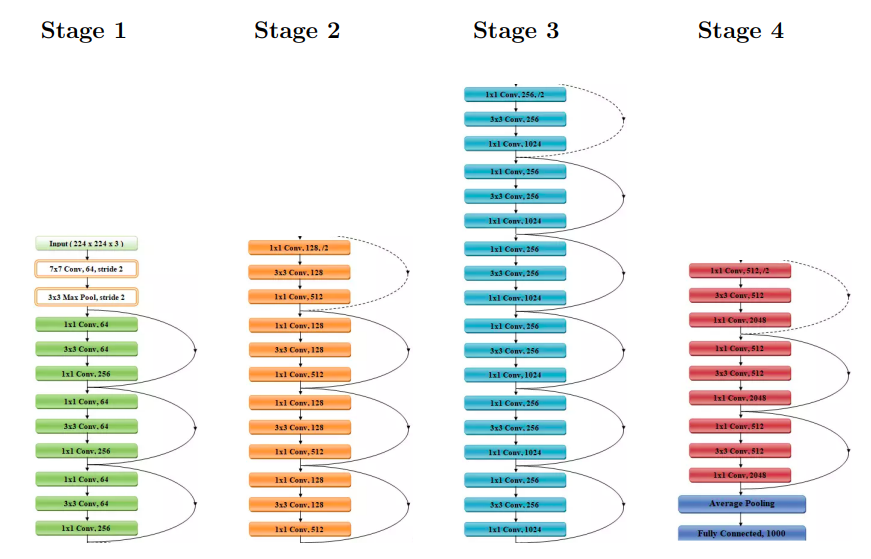 Stage 1
Input ( 224 x 224 x 3 )
7x7 Conv, 64, stride 2
3x3 Max Pool, stride 2
1x1 Conv, 64
3x3 Conv, 64
1x1 Conv, 256
1x1 Conv, 64
3x3 Conv, 64
1x1 Conv, 256
1x1 Conv, 64
3x3 Conv, 64
1x1 Conv, 256
Stage 2
1x1 Conv, 128, /2
3x3 Conv, 128
1x1 Conv, 512
1x1 Conv, 128
3x3 Conv, 128
1x1 Conv, 512
1x1 Conv, 128
3x3 Conv, 128
1x1 Conv, 512
1x1 Conv, 128
3x3 Conv, 128
1x1 Conv, 512
Stage 3
1x1 Conv, 256, /2
3x3 Conv, 256
1x1 Conv, 1024
1x1 Conv, 256
3x3 Conv, 256
1x1 Conv, 1024
1x1 Conv, 256
3x3 Conv, 256
1x1 Conv, 1024
1x1 Conv, 256
3x3 Conv, 256
1x1 Conv, 1024
1x1 Conv, 256
3x3 Conv, 256
1x1 Conv, 1024
1x1 Conv, 256
3x3 Conv, 256
1x1 Conv, 1024
Stage 4
1x1 Conv, 512, /2
3x3 Conv, 512
1x1 Conv, 2048
1x1 Conv, 512
3x3 Conv, 512
1x1 Conv, 2048
1x1 Conv, 512
3x3 Conv, 512
1x1 Conv, 2048
Average Pooling
Fully Connected, 1000